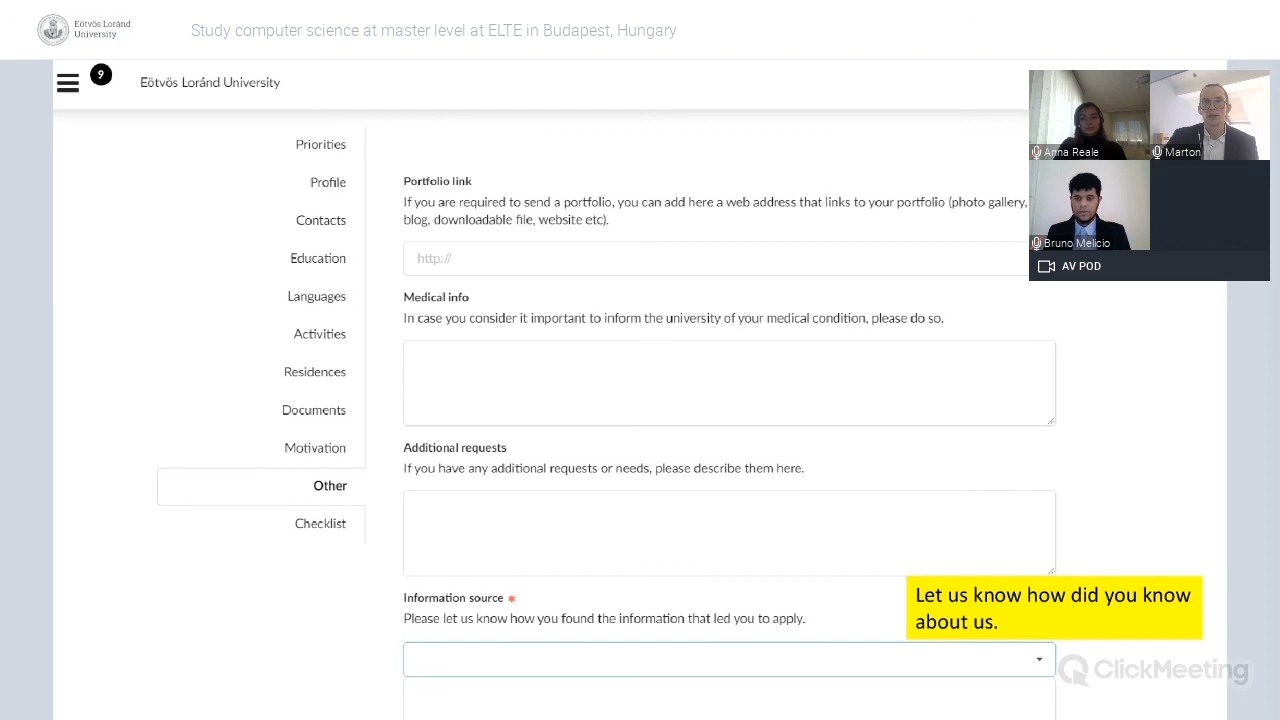 Eötvös Loránd
University
Study computer science at master level at ELTE in Budapest, Hungary
9
Eötvös Loránd University
Priorities
Profile
Contacts
Education
Languages
Activities
Residences
Documents
Motivation
Other
Checklist
Portfolio link
If you are required to send a portfolio, you can add here a web address that links to your portfolio (photo gallery,
blog, downloadable file, website etc).
http://
Medical info
In case you consider it important to inform the university of your medical condition, please do so.
Additional requests
If you have any additional requests or needs, please describe them here.
Information source *
Please let us know how you found the information that led you to apply.
Let us know how did you know
about us.
Anna Reale
Marton
Bruno Melicio
AV POD
ClickMeeting